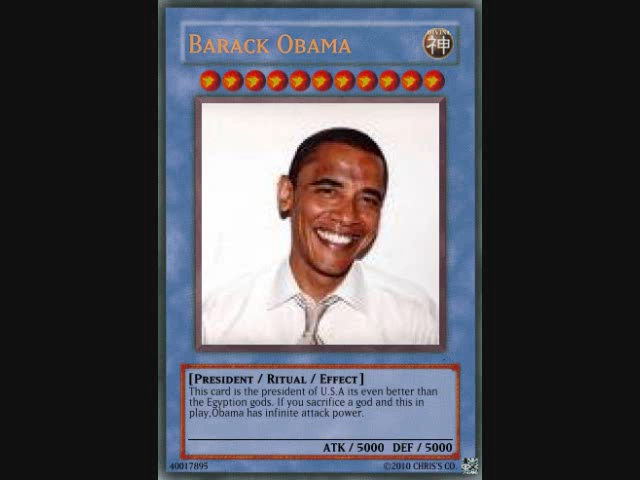 Barack Obama
DIVINE
神
[President / Ritual / Effect]
This card is the president of U.S.A its even better than
the Egyption gods. If you sacrifice a god and this in
play,Obama has infinite attack power.
ATK / 5000 DEF / 5000
40017895 ©2010 CHRIS'S CO.